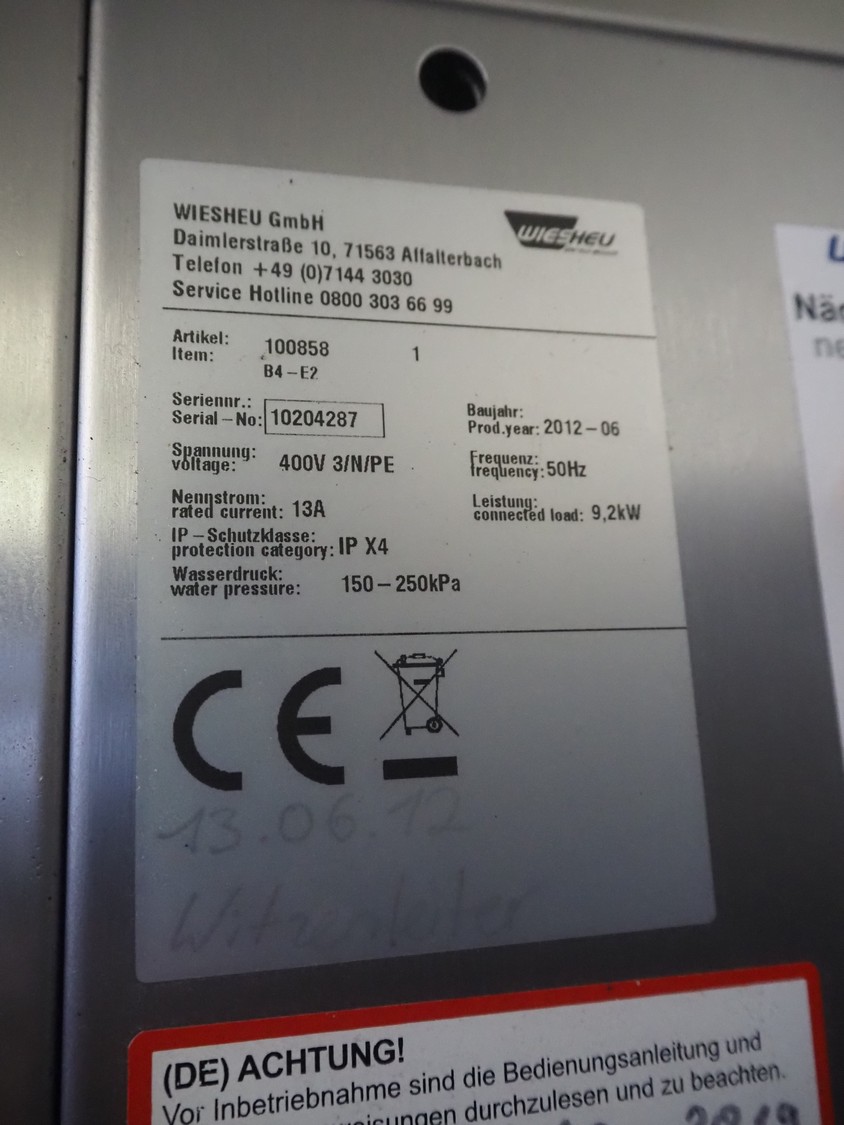 WIESHEU GmbH
Daimlerstraße 10, 71563 Affalterbach
Telefon +49 (0)7144 3030
Service Hotline 0800 303 66 99
WIESHEU
Artikel:
Item: 100858 1
B4-E2
Seriennr.:
Serial-No: 10204287
Baujahr:
Prod.year: 2012-06
Spannung:
voltage: 400V 3/N/PE
Frequenz:
frequency: 50Hz
Nennstrom:
rated current: 13A
Leistung:
connected load: 9,2kW
IP-Schutzklasse:
protection category: IP X4
Wasserdruck:
water pressure: 150-250kPa
CE
13.06.12
(DE) ACHTUNG!
Vor Inbetriebnahme sind die Bedienungsanleitung und
durchzulesen und zu beachten.